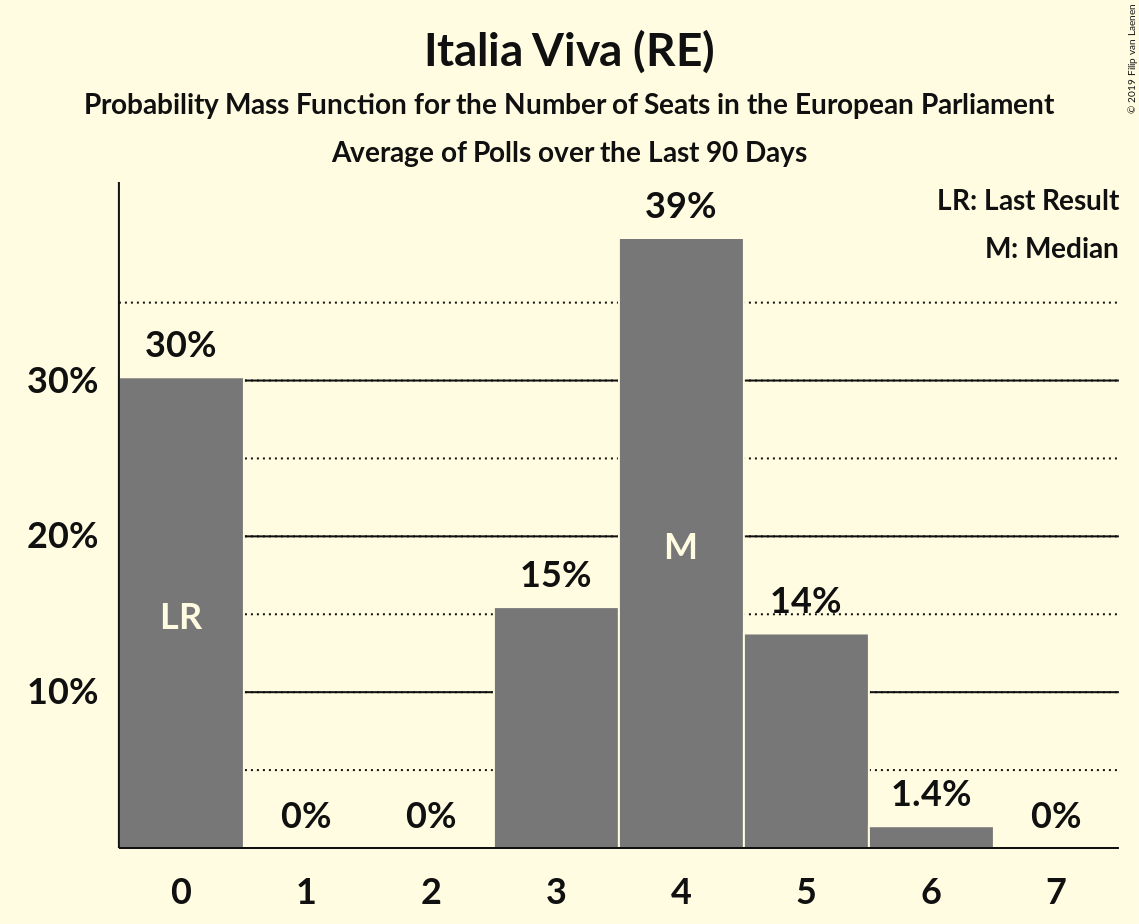 Italia Viva (RE)
Probability Mass Function for the Number of Seats in the European Parliament
Average of Polls over the Last 90 Days
© 2019 Filip van Laenen
LR: Last Result
M: Median
39%
30%
30%
20%
15%
M
14%
LR
10%
1.4%
0%
0%
0%
0 1 2 3 4 5 6 7